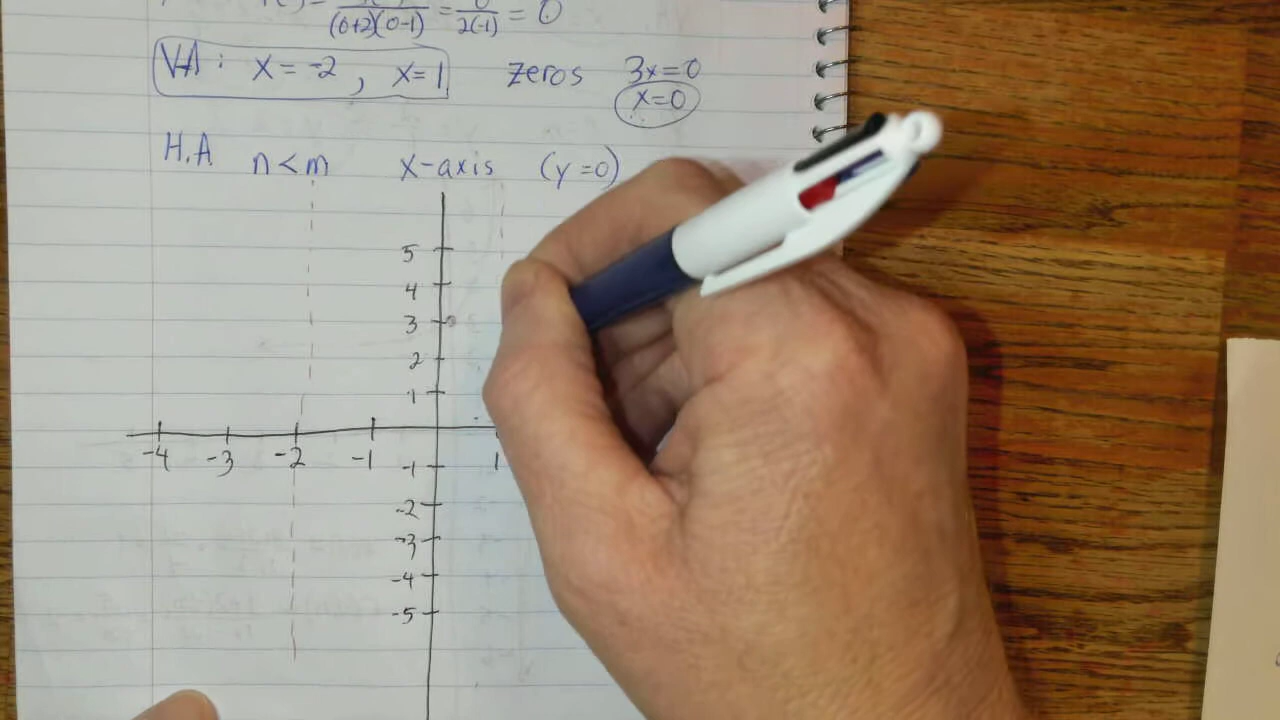 (0+2)(0-1) 2(-1) = 0
VA: x = -2, x = 1 zeros 3x=0
x=0
H.A n < m x-axis (y=0)
5
4
3
2
1
-4 -3 -2 -1 1
-1
-2
-3
-4
-5